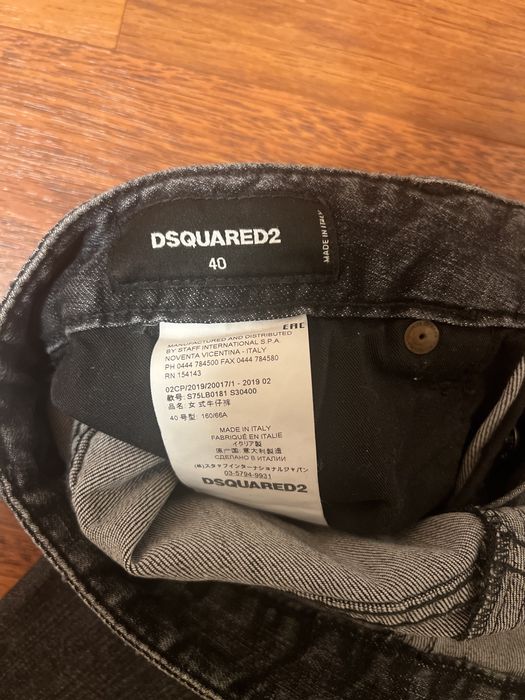 DSQUARED2
40
MADE IN ITALY
EAC
MANUFACTURED AND DISTRIBUTED
BY STAFF INTERNATIONAL S.P.A.
NOVENTA VICENTINA - ITALY
PH 0444 784500 FAX 0444 784580
RN 154143
02CP/2019/20017/1 - 2019 02
款号: S75LB0181 S30400
品名: 女式牛仔裤
40 号型: 160/66A
MADE IN ITALY
FABRIQUÉ EN ITALIE
イタリア製
産地: 意大利製造
СДЕЛАНО В ИТАЛИИ
(株)スタッフインターナショナルジャパン
03-5794-9931
DSQUARED2